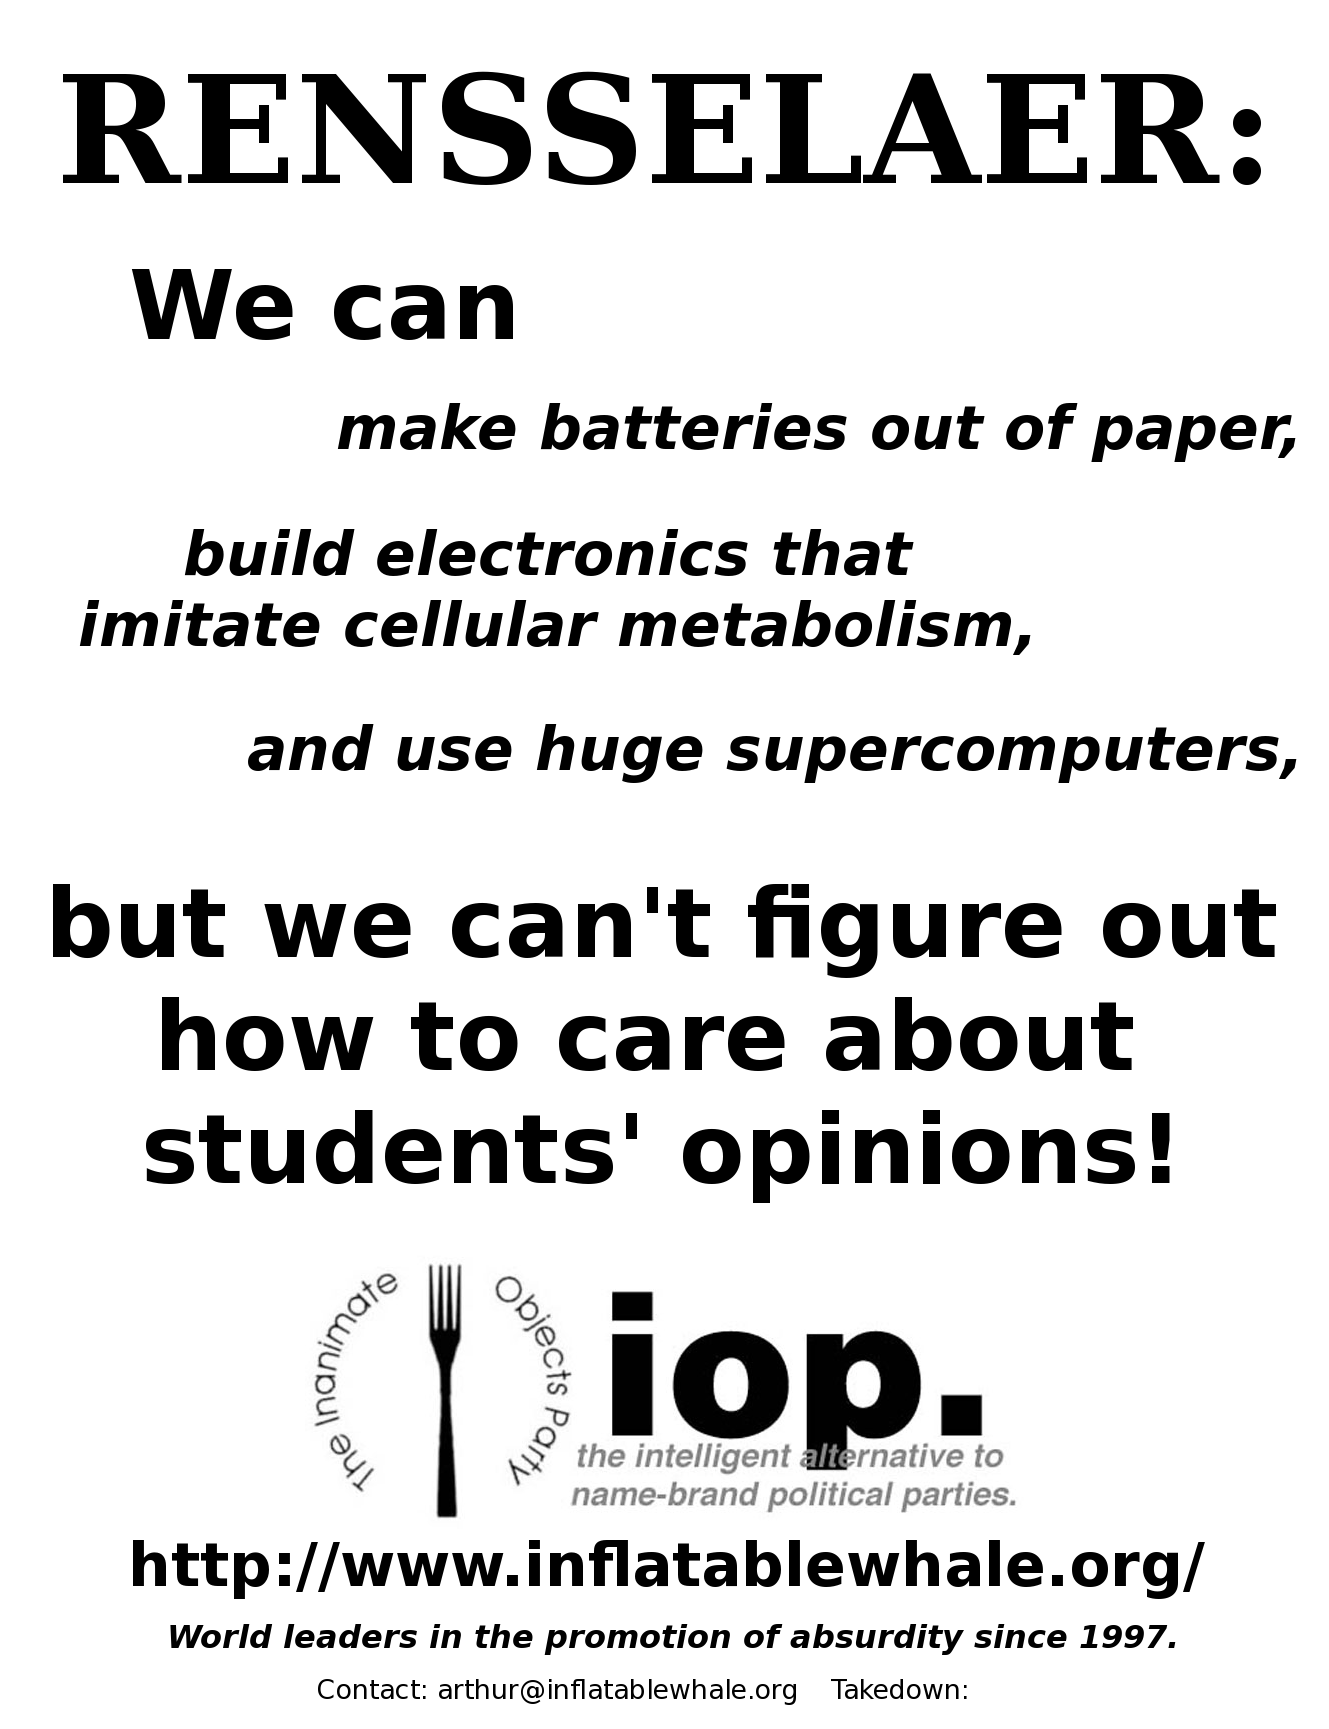 RENSSELAER:
We can
make batteries out of paper,
build electronics that
imitate cellular metabolism,
and use huge supercomputers,
but we can't figure out
how to care about
students' opinions!
The Inanimate Objects Party
iop.
the intelligent alternative to
name-brand political parties.
http://www.inflatablewhale.org/
World leaders in the promotion of absurdity since 1997.
Contact: arthur@inflatablewhale.org Takedown: